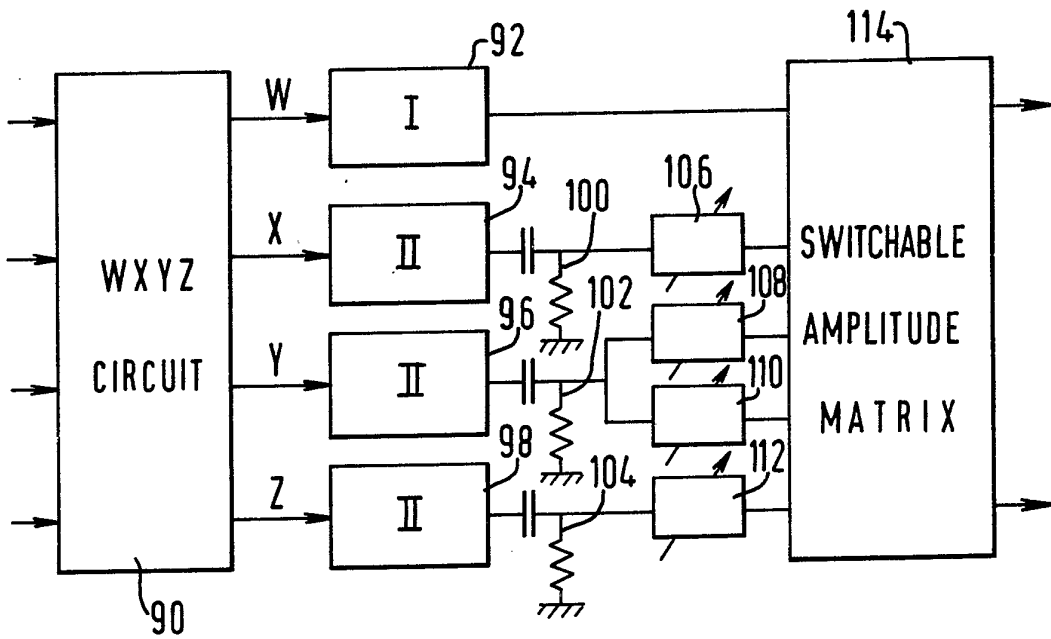 92
114
W
I
94
100
106
X
II
WXYZ
CIRCUIT
SWITCHABLE
AMPLITUDE
MATRIX
96
102
108
Y
II
110
98
104
112
Z
II
90